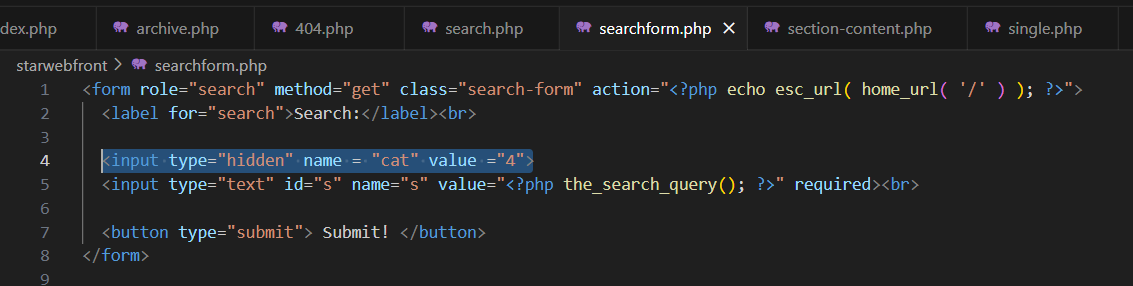 dex.php archive.php 404.php search.php searchform.php × section-content.php single.php
starwebfront > searchform.php
1 <form role="search" method="get" class="search-form" action="<?php echo esc_url( home_url( '/' ) ); ?>">
2 <label for="search">Search:</label><br>
3
4 <input type="hidden" name = "cat" value ="4">
5 <input type="text" id="s" name="s" value="<?php the_search_query(); ?>" required><br>
6
7 <button type="submit"> Submit! </button>
8 </form>
9